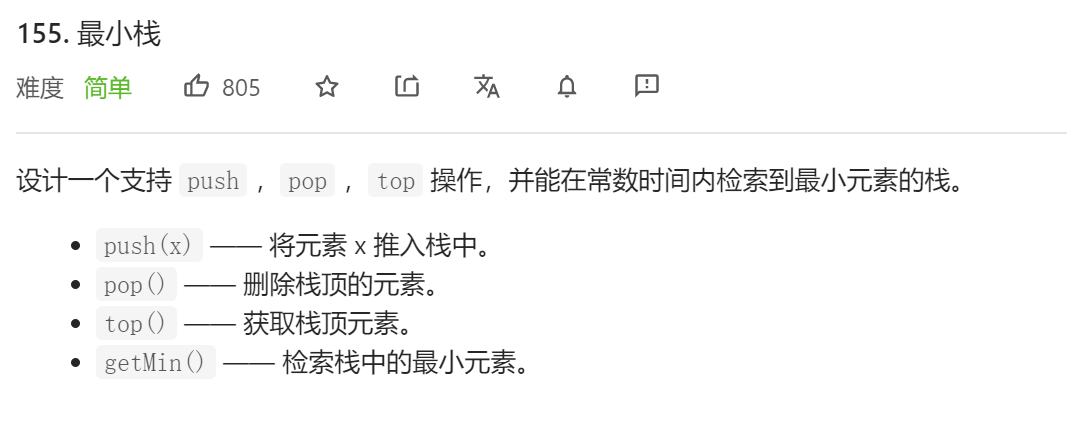 155. 最小栈
难度 简单 805
设计一个支持 push ，pop ，top 操作，并能在常数时间内检索到最小元素的栈。
push(x) —— 将元素 x 推入栈中。
pop() —— 删除栈顶的元素。
top() —— 获取栈顶元素。
getMin() —— 检索栈中的最小元素。